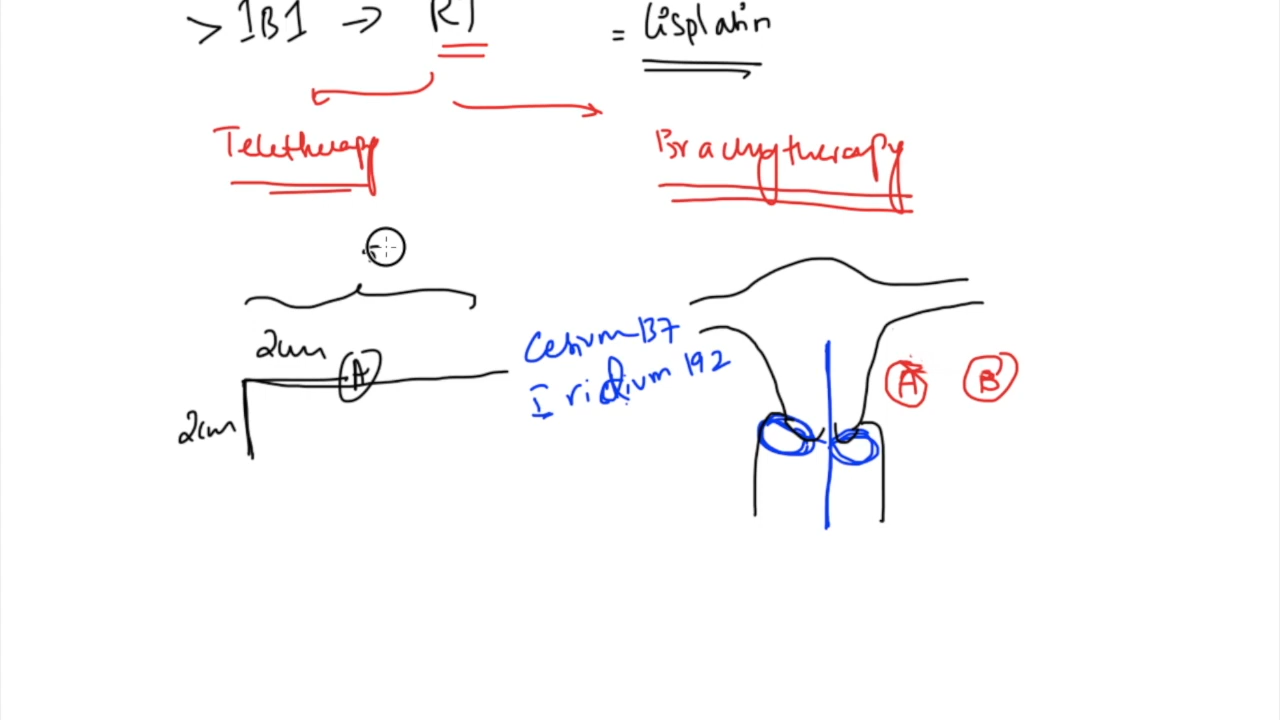 > IB1 → RT = Cisplatin
Teletherapy Brachytherapy
2cm
A
2cm
Cesium 137
Iridium 192
A B